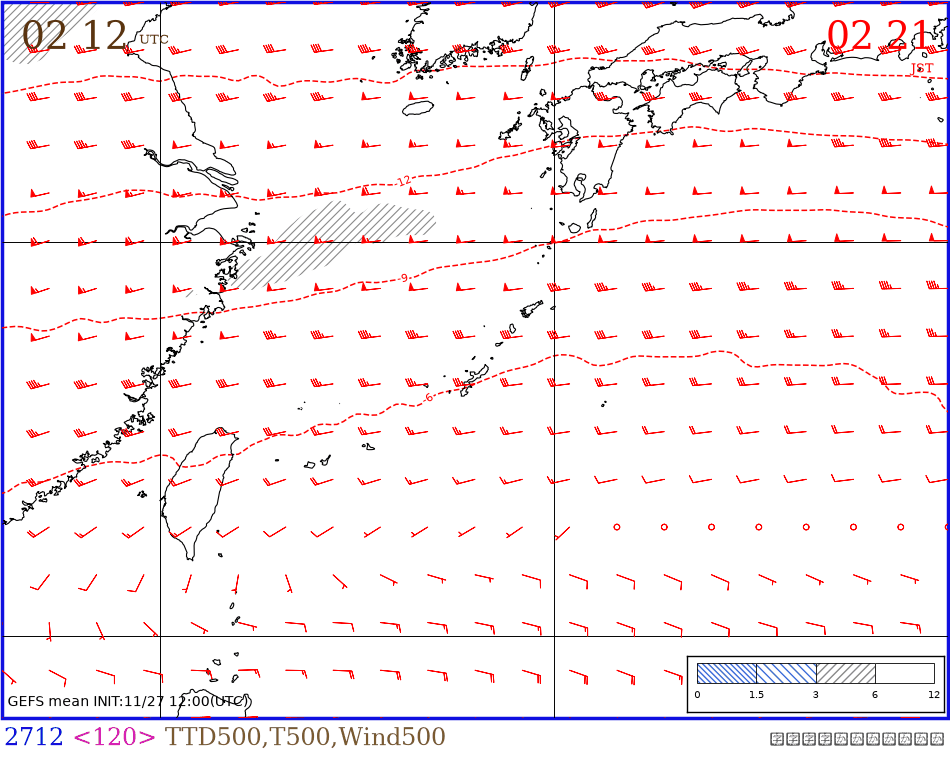 02 12 UTC
02 21
JST
-12
-9
-6
0 1.5 3 6 12
GEFS mean INIT:11/27 12:00(UTC)
2712 <120> TTD500,T500,Wind500